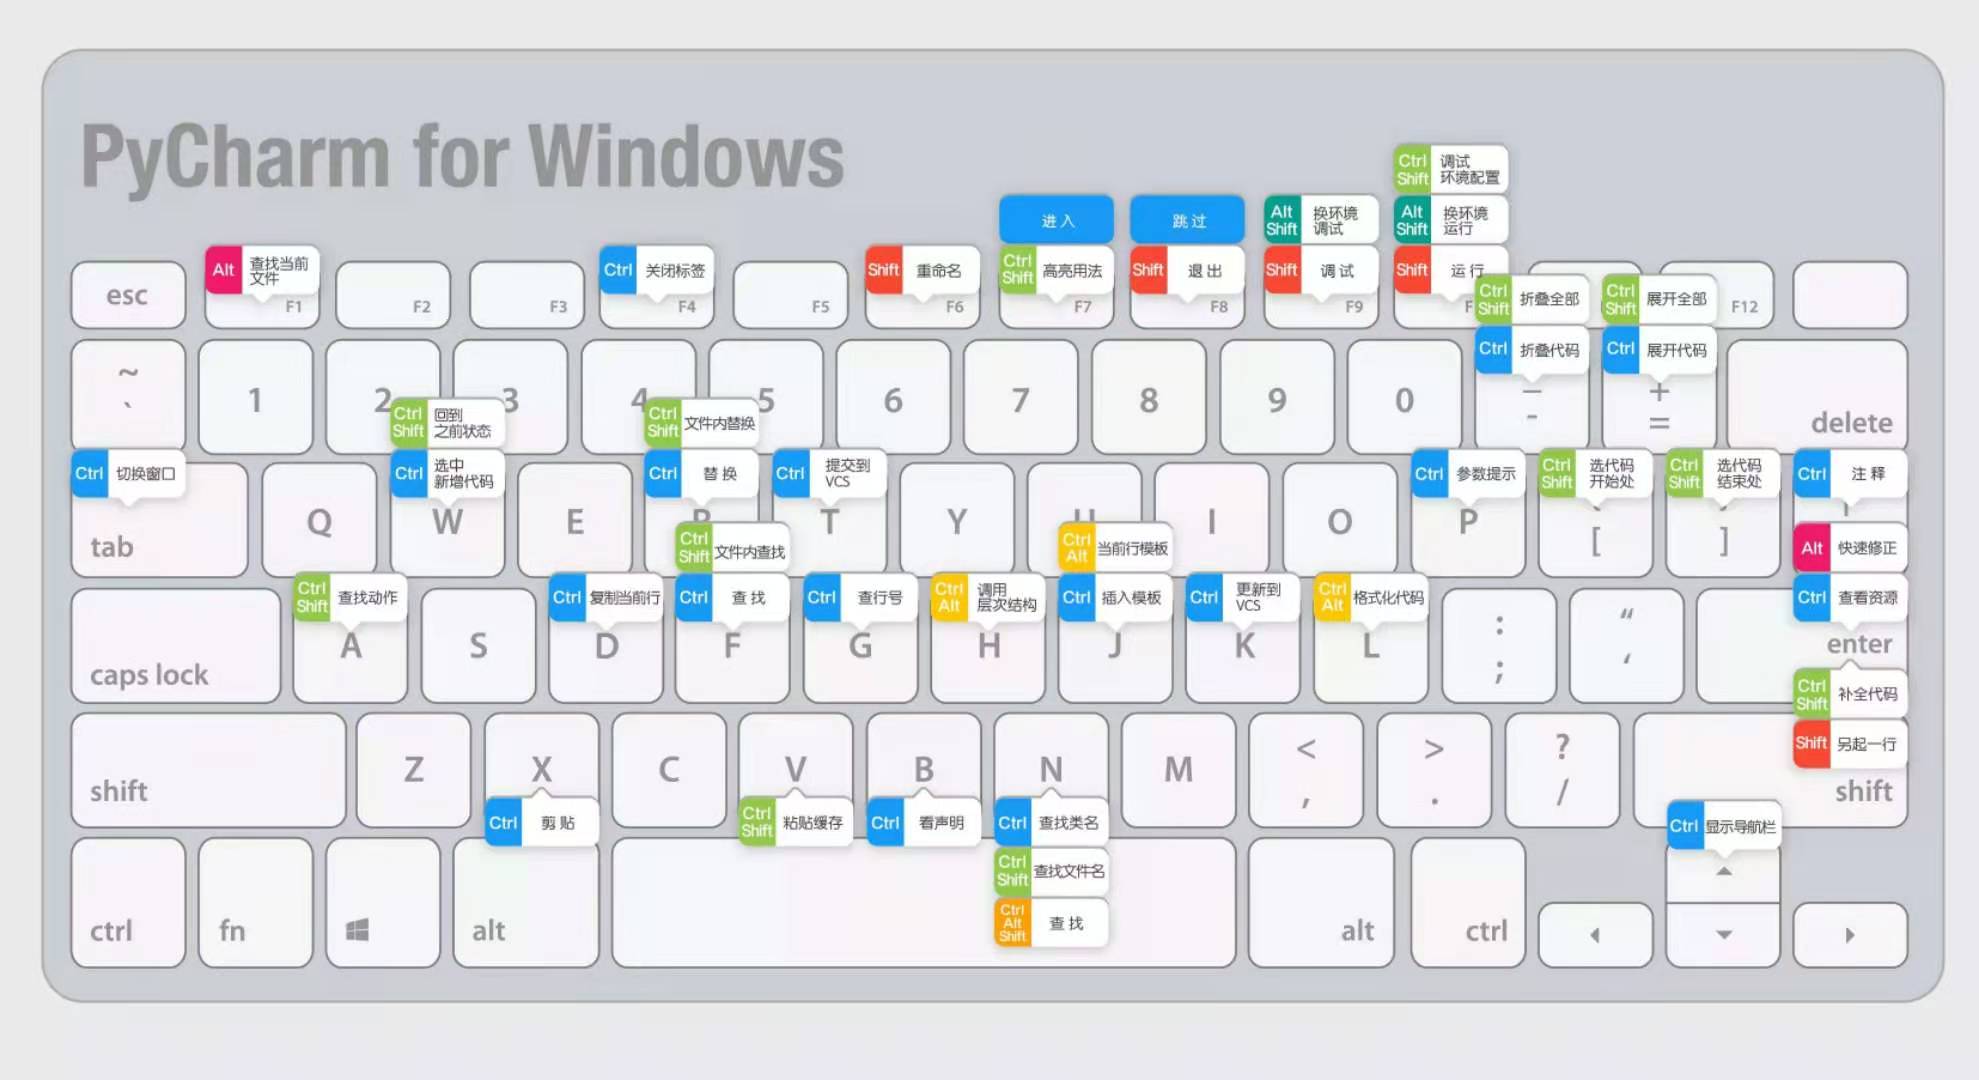 PyCharm for Windows
Ctrl Shift 调试 环境配置
进入
跳过
Alt Shift 换环境 调试
Alt Shift 换环境 运行
esc
Alt 查找当前 文件
F1
F2
F3
Ctrl 关闭标签
F4
F5
Shift 重命名
F6
Ctrl Shift 高亮用法
F7
Shift 退出
F8
Shift 调试
F9
Shift 运行
F
Ctrl Shift 折叠全部
Ctrl Shift 展开全部
F12
~
`
1
2
3
4
5
6
7
8
9
0
Ctrl 折叠代码
—
-
Ctrl 展开代码
+
=
delete
Ctrl Shift 回到 之前状态
Ctrl Shift 文件内替换
Ctrl 切换窗口
tab
Q
Ctrl 选中 新增代码
W
E
Ctrl 替换
R
Ctrl 提交到 VCS
T
Y
U
I
O
Ctrl 参数提示
P
Ctrl Shift 选代码 开始处
[
Ctrl Shift 选代码 结束处
]
Ctrl 注释
Ctrl Shift 文件内查找
Ctrl Alt 当前行模板
Alt 快速修正
caps lock
Ctrl Shift 查找动作
A
S
Ctrl 复制当前行
D
Ctrl 查找
F
Ctrl 查行号
G
Ctrl Alt 调用 层次结构
H
Ctrl 插入模板
J
Ctrl 更新到 VCS
K
Ctrl Alt 格式化代码
L
:
;
“
‘
Ctrl 查看资源
enter
Ctrl Shift 补全代码
Shift 另起一行
shift
Z
X
C
V
B
N
M
<
,
>
.
?
/
shift
Ctrl 剪贴
Ctrl Shift 粘贴缓存
Ctrl 看声明
Ctrl 查找类名
Ctrl 显示导航栏
Ctrl Shift 查找文件名
Ctrl Alt Shift 查找
ctrl
fn
alt
alt
ctrl